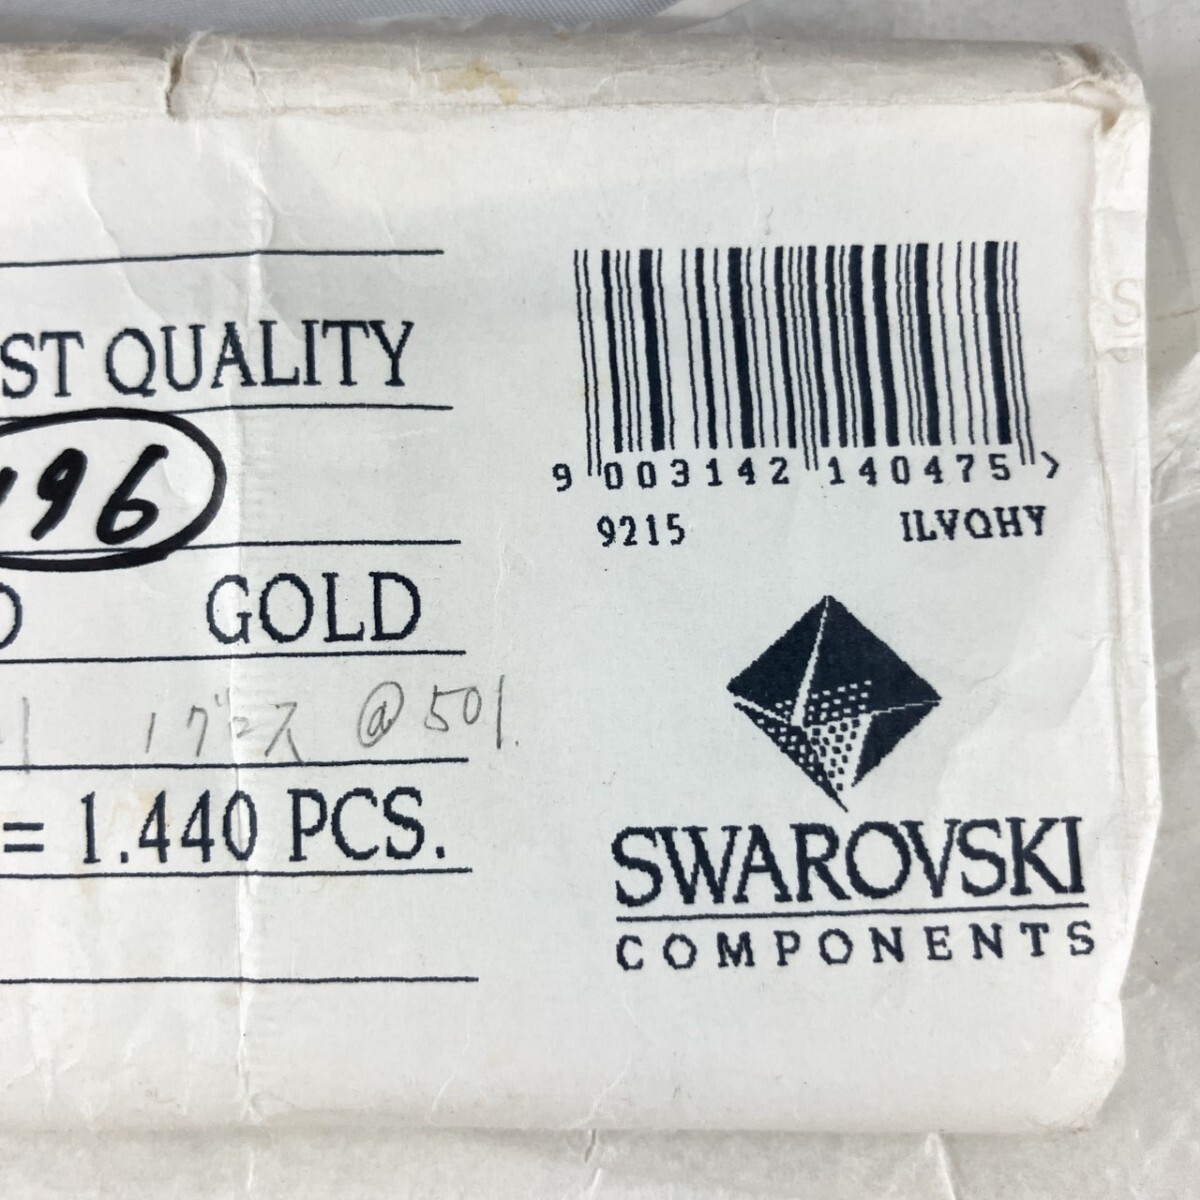 ST QUALITY
196
GOLD
1グロス @501.
= 1.440 PCS.
9 003142 140475 >
9215 ILVQHY
SWAROVSKI
COMPONENTS
S